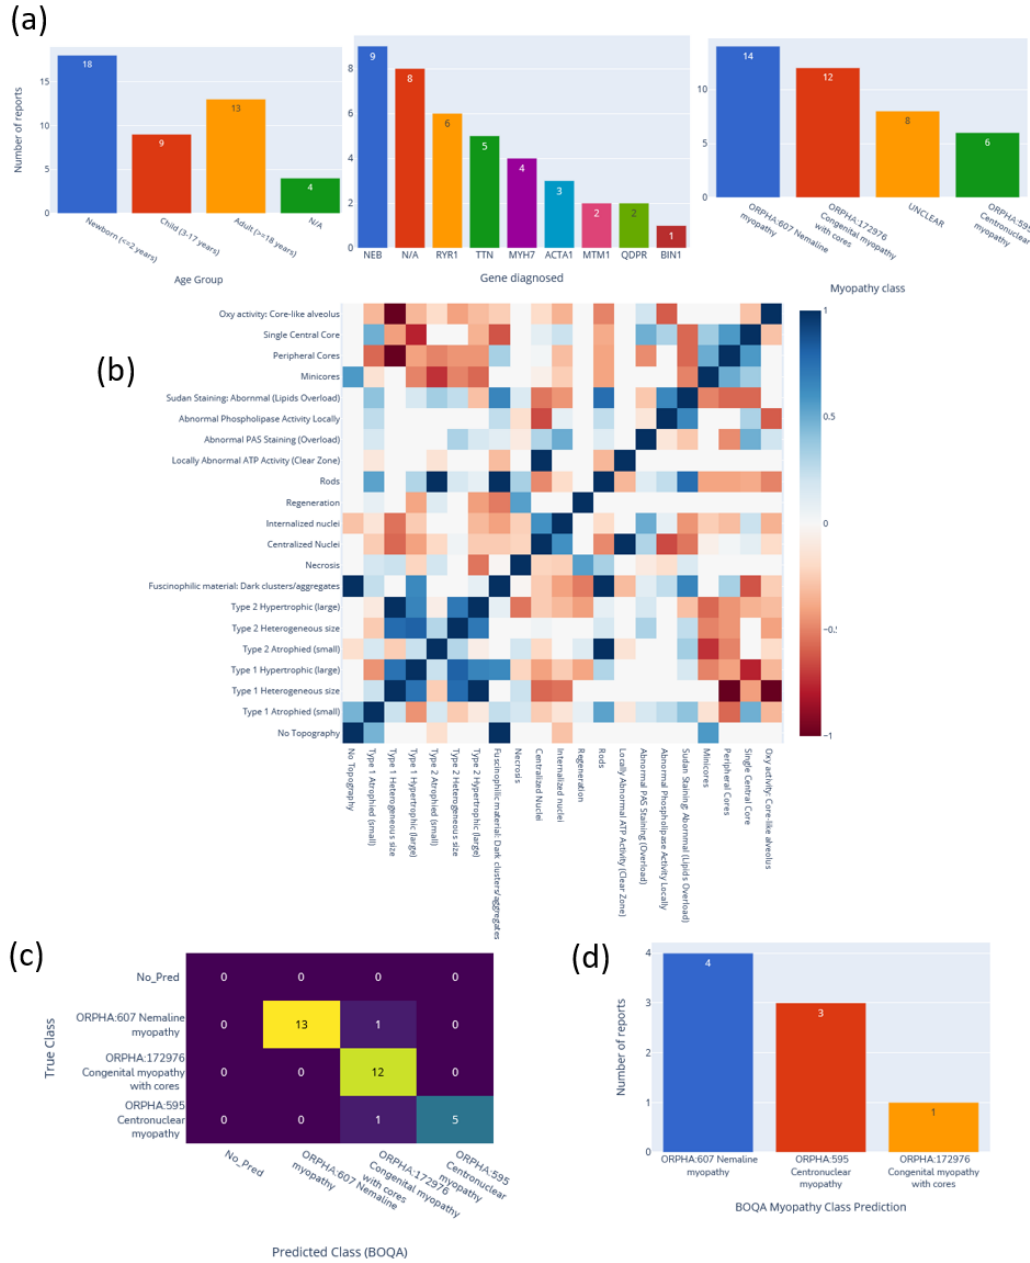 (a)
Number of reports
15
10
5
0
18
9
13
4
Newborn (<=2 years)
Child (3-17 years)
Adult (>=18 years)
N/A
Age Group
8
6
4
2
0
9
8
6
5
4
3
2
2
1
NEB
N/A
RYR1
TTN
MYH7
ACTA1
MTM1
QDPR
BIN1
Gene diagnosed
10
5
0
14
12
8
6
ORPHA:607 Nemaline
myopathy
ORPHA:172976
Congenital myopathy
with cores
UNCLEAR
ORPHA:595
Centronuclear
myopathy
Myopathy class
(b)
Oxy activity: Core-like alveolus
Single Central Core
Peripheral Cores
Minicores
Sudan Staining: Abornmal (Lipids Overload)
Abnormal Phospholipase Activity Locally
Abnormal PAS Staining (Overload)
Locally Abnormal ATP Activity (Clear Zone)
Rods
Regeneration
Internalized nuclei
Centralized Nuclei
Necrosis
Fuscinophilic material: Dark clusters/aggregates
Type 2 Hypertrophic (large)
Type 2 Heterogeneous size
Type 2 Atrophied (small)
Type 1 Hypertrophic (large)
Type 1 Heterogeneous size
Type 1 Atrophied (small)
No Topography
No Topography
Type 1 Atrophied (small)
Type 1 Heterogeneous size
Type 1 Hypertrophic (large)
Type 2 Atrophied (small)
Type 2 Heterogeneous size
Type 2 Hypertrophic (large)
Fuscinophilic material: Dark clusters/aggregates
Necrosis
Centralized Nuclei
Internalized nuclei
Regeneration
Rods
Locally Abnormal ATP Activity (Clear Zone)
Abnormal PAS Staining (Overload)
Abnormal Phospholipase Activity Locally
Sudan Staining: Abornmal (Lipids Overload)
Minicores
Peripheral Cores
Single Central Core
Oxy activity: Core-like alveolus
1
0.5
0
−0.5
−1
(c)
True Class
No_Pred
ORPHA:607 Nemaline
myopathy
ORPHA:172976
Congenital myopathy
with cores
ORPHA:595
Centronuclear
myopathy
0 0 0 0
0 13 1 0
0 0 12 0
0 0 1 5
No_Pred
ORPHA:607 Nemaline
myopathy
ORPHA:172976
Congenital myopathy
with cores
ORPHA:595
Centronuclear
myopathy
Predicted Class (BOQA)
(d)
Number of reports
4
3
2
1
0
4
3
1
ORPHA:607 Nemaline
myopathy
ORPHA:595
Centronuclear
myopathy
ORPHA:172976
Congenital myopathy
with cores
BOQA Myopathy Class Prediction